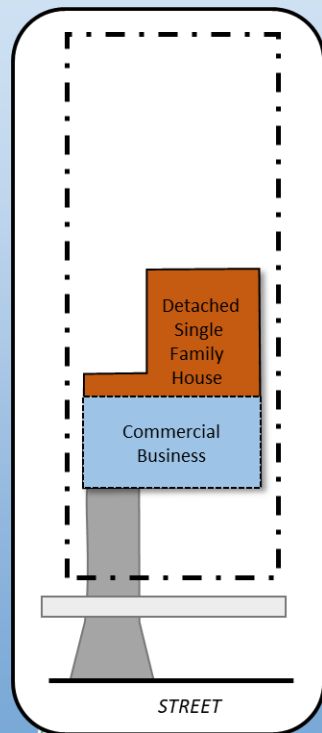 Detached
Single
Family
House
Commercial
Business
STREET